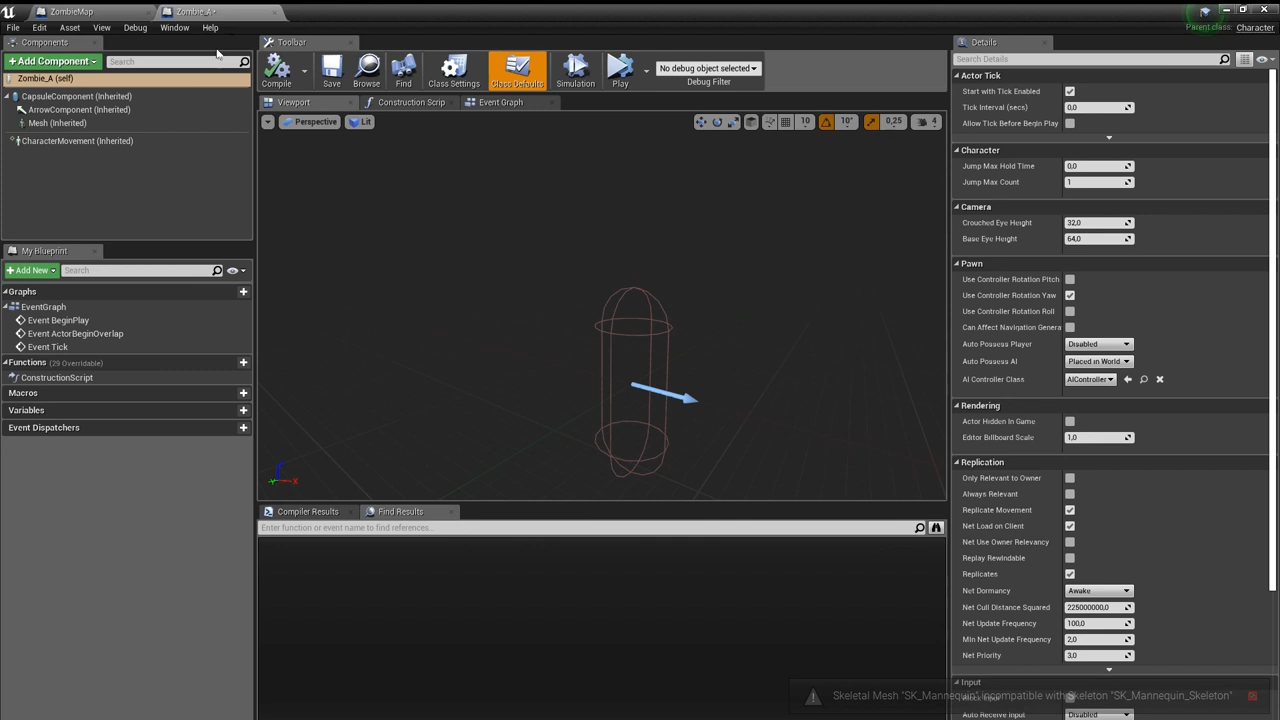 ZombieMap
Zombie_A*
File Edit Asset View Debug Window Help
Parent class: Character
Components
+Add Component
Search
Zombie_A (self)
CapsuleComponent (Inherited)
ArrowComponent (Inherited)
Mesh (Inherited)
CharacterMovement (Inherited)
My Blueprint
+Add New
Search
Graphs
EventGraph
Event BeginPlay
Event ActorBeginOverlap
Event Tick
Functions (29 Overridable)
ConstructionScript
Macros
Variables
Event Dispatchers
Toolbar
Compile Save Browse Find Class Settings Class Defaults Simulation Play
No debug object selected
Debug Filter
Viewport Construction Scrip Event Graph
Perspective Lit
10 10° 0,25 4
X
Compiler Results Find Results
Enter function or event name to find references...
Details
Search Details
Actor Tick
Start with Tick Enabled
Tick Interval (secs) 0,0
Allow Tick Before Begin Play
Character
Jump Max Hold Time 0,0
Jump Max Count 1
Camera
Crouched Eye Height 32,0
Base Eye Height 64,0
Pawn
Use Controller Rotation Pitch
Use Controller Rotation Yaw
Use Controller Rotation Roll
Can Affect Navigation Genera
Auto Possess Player Disabled
Auto Possess AI Placed in World
AI Controller Class AIController
Rendering
Actor Hidden In Game
Editor Billboard Scale 1,0
Replication
Only Relevant to Owner
Always Relevant
Replicate Movement
Net Load on Client
Net Use Owner Relevancy
Replay Rewindable
Replicates
Net Dormancy Awake
Net Cull Distance Squared 225000000,0
Net Update Frequency 100,0
Min Net Update Frequency 2,0
Net Priority 3,0
Input
Auto Receive Input Disabled
Skeletal Mesh "SK_Mannequin" incompatible with Skeleton "SK_Mannequin_Skeleton"